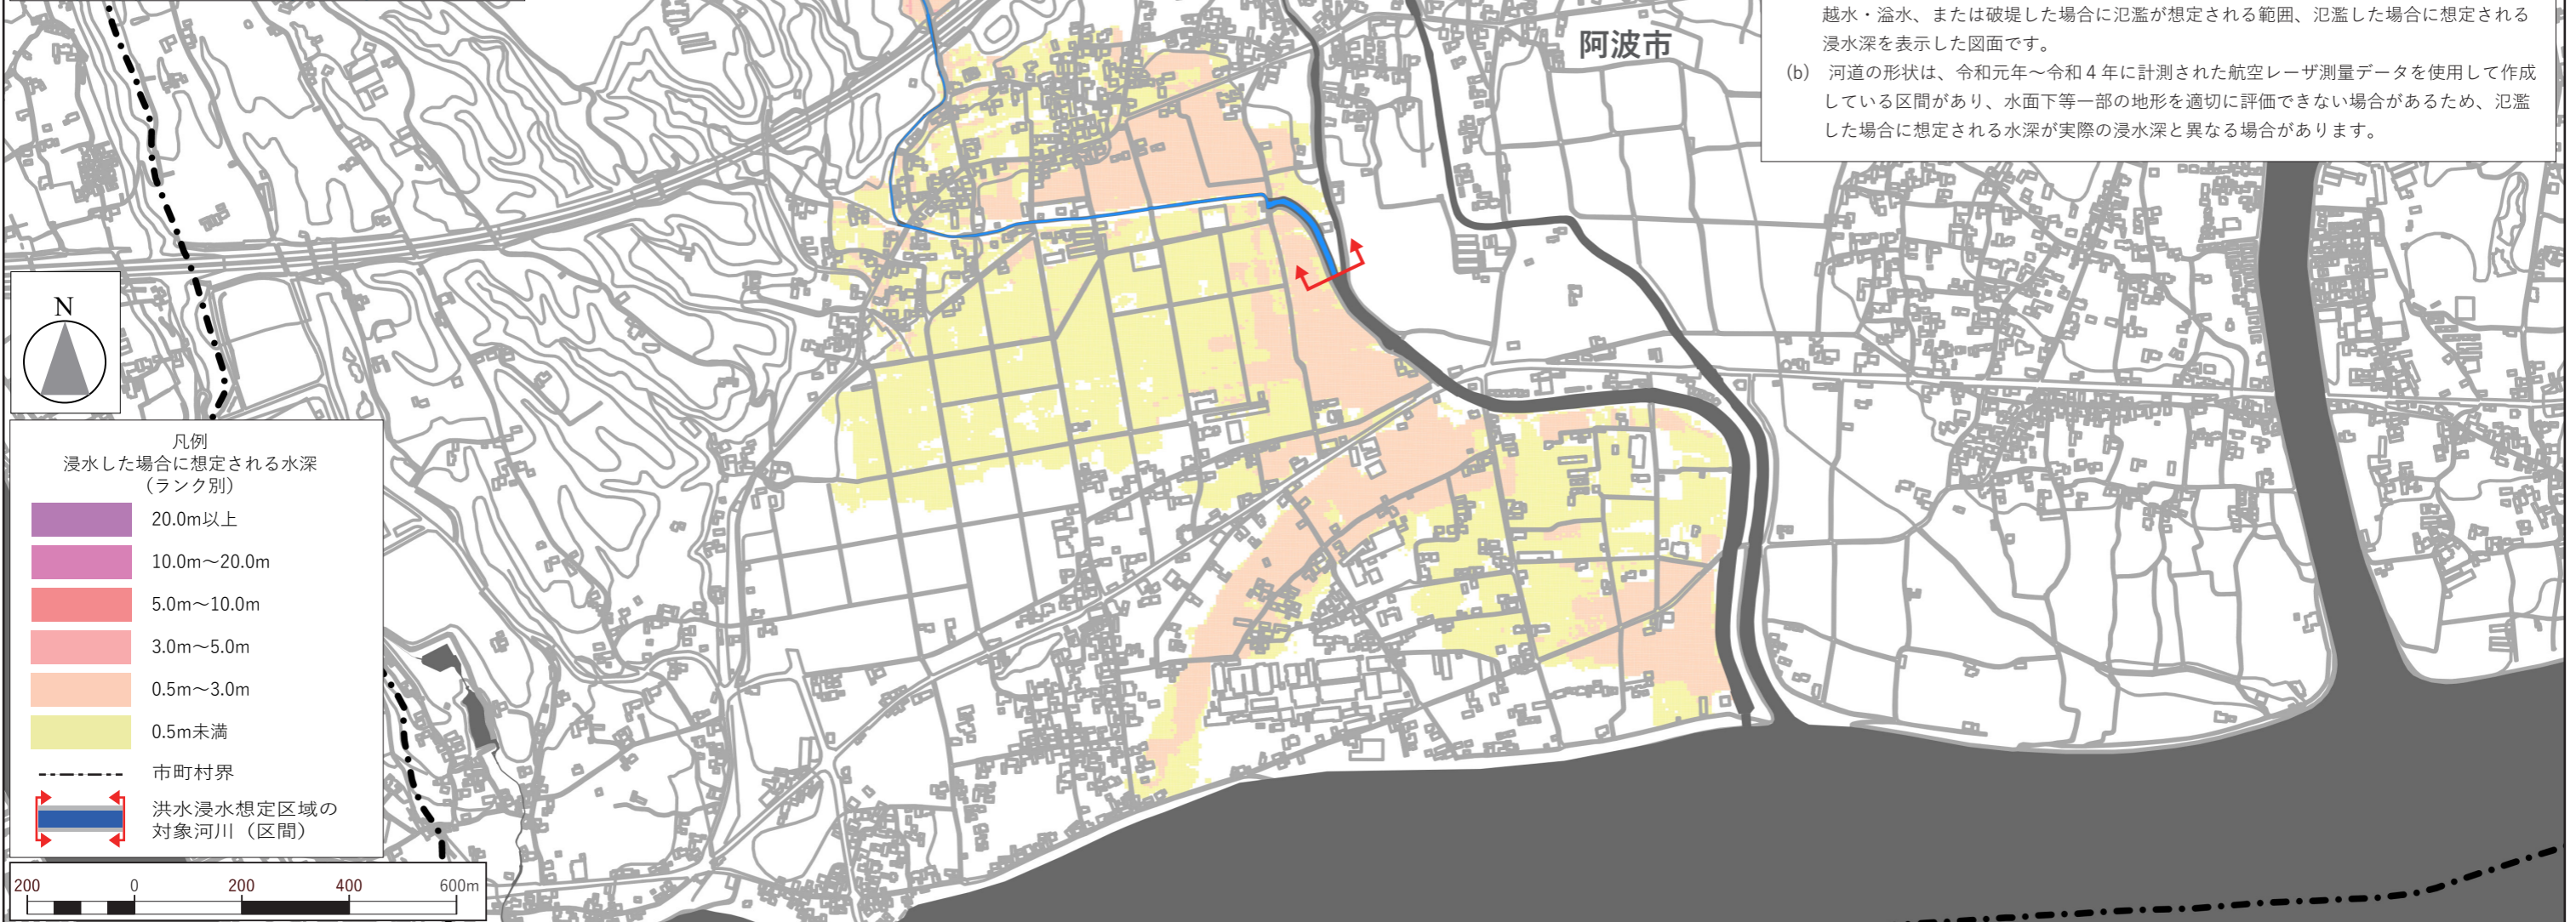 越水・溢水、または破堤した場合に氾濫が想定される範囲、氾濫した場合に想定される
浸水深を表示した図面です。
(b) 河道の形状は、令和元年～令和４年に計測された航空レーザ測量データを使用して作成
している区間があり、水面下等一部の地形を適切に評価できない場合があるため、氾濫
した場合に想定される水深が実際の浸水深と異なる場合があります。
阿波市
N
凡例
浸水した場合に想定される水深
（ランク別）
20.0m以上
10.0m～20.0m
5.0m～10.0m
3.0m～5.0m
0.5m～3.0m
0.5m未満
市町村界
洪水浸水想定区域の
対象河川（区間）
200 0 200 400 600m